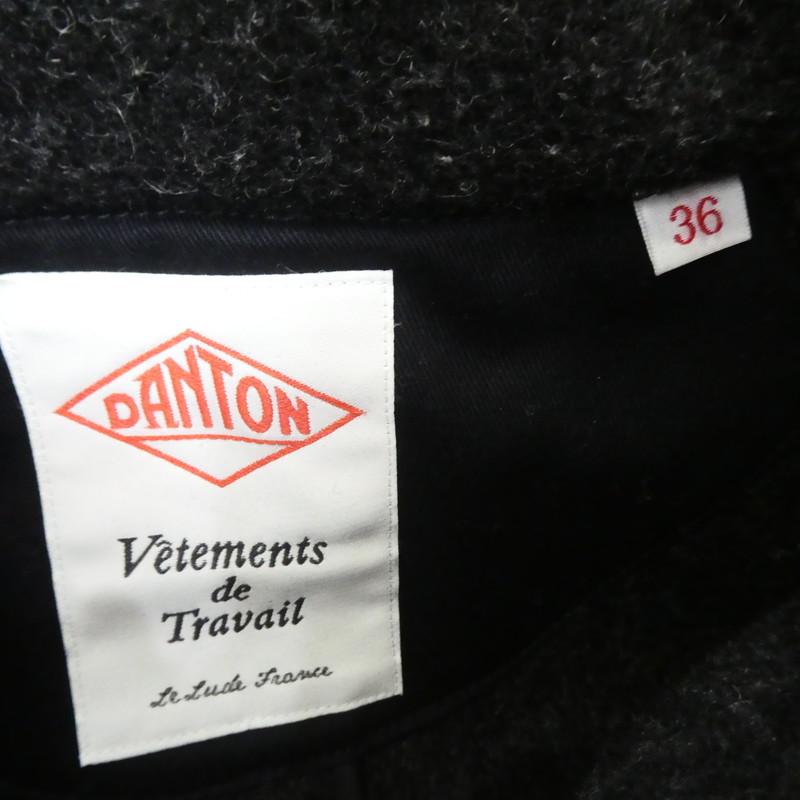 36
DANTON
Vêtements
de
Travail
Le Lude France